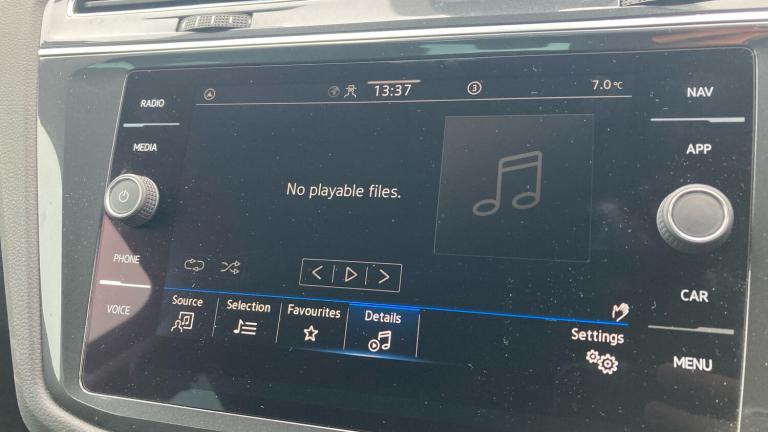 RADIO
MEDIA
PHONE
VOICE
13:37
3
7.0 °C
No playable files.
Source
Selection
Favourites
Details
Settings
NAV
APP
CAR
MENU